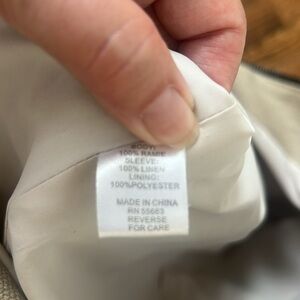 BODY:
100% RAMIE
SLEEVE:
100% LINEN
LINING:
100%POLYESTER
MADE IN CHINA
RN 55663
REVERSE
FOR CARE